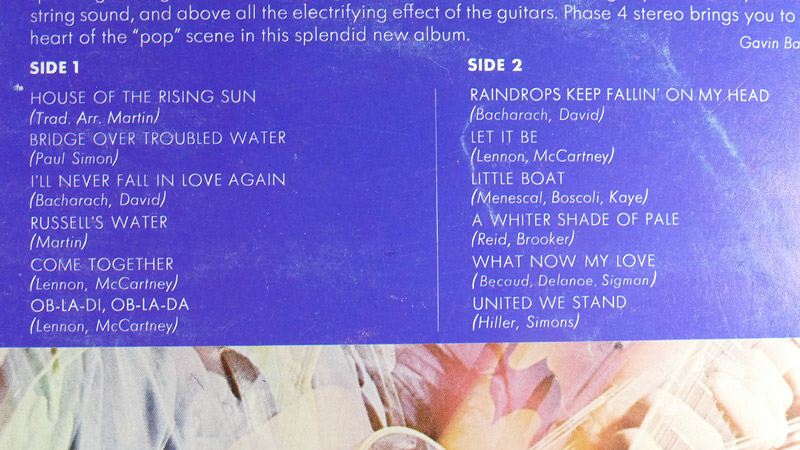 string sound, and above all the electrifying effect of the guitars. Phase 4 stereo brings you to
heart of the “pop” scene in this splendid new album.
Gavin
SIDE 1
HOUSE OF THE RISING SUN
(Trad. Arr. Martin)
BRIDGE OVER TROUBLED WATER
(Paul Simon)
I'LL NEVER FALL IN LOVE AGAIN
(Bacharach, David)
RUSSELL'S WATER
(Martin)
COME TOGETHER
(Lennon, McCartney)
OB-LA-DI, OB-LA-DA
(Lennon, McCartney)
SIDE 2
RAINDROPS KEEP FALLIN' ON MY HEAD
(Bacharach, David)
LET IT BE
(Lennon, McCartney)
LITTLE BOAT
(Menescal, Boscoli, Kaye)
A WHITER SHADE OF PALE
(Reid, Brooker)
WHAT NOW MY LOVE
(Becaud, Delanoe, Sigman)
UNITED WE STAND
(Hiller, Simons)